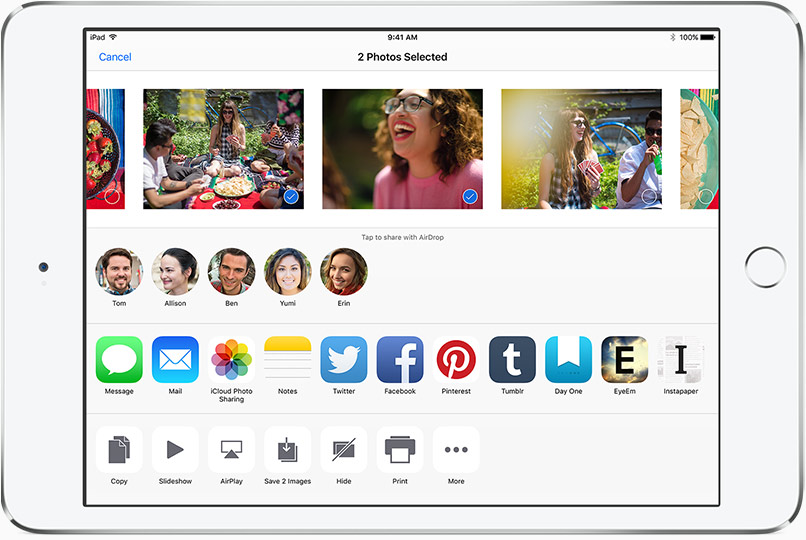 iPad 9:41 AM 100%
Cancel 2 Photos Selected
Tap to share with AirDrop
Tom Allison Ben Yumi Erin
t E I
Message Mail iCloud Photo Sharing Notes Twitter Facebook Pinterest Tumblr Day One EyeEm Instapaper
Copy Slideshow AirPlay Save 2 Images Hide Print More